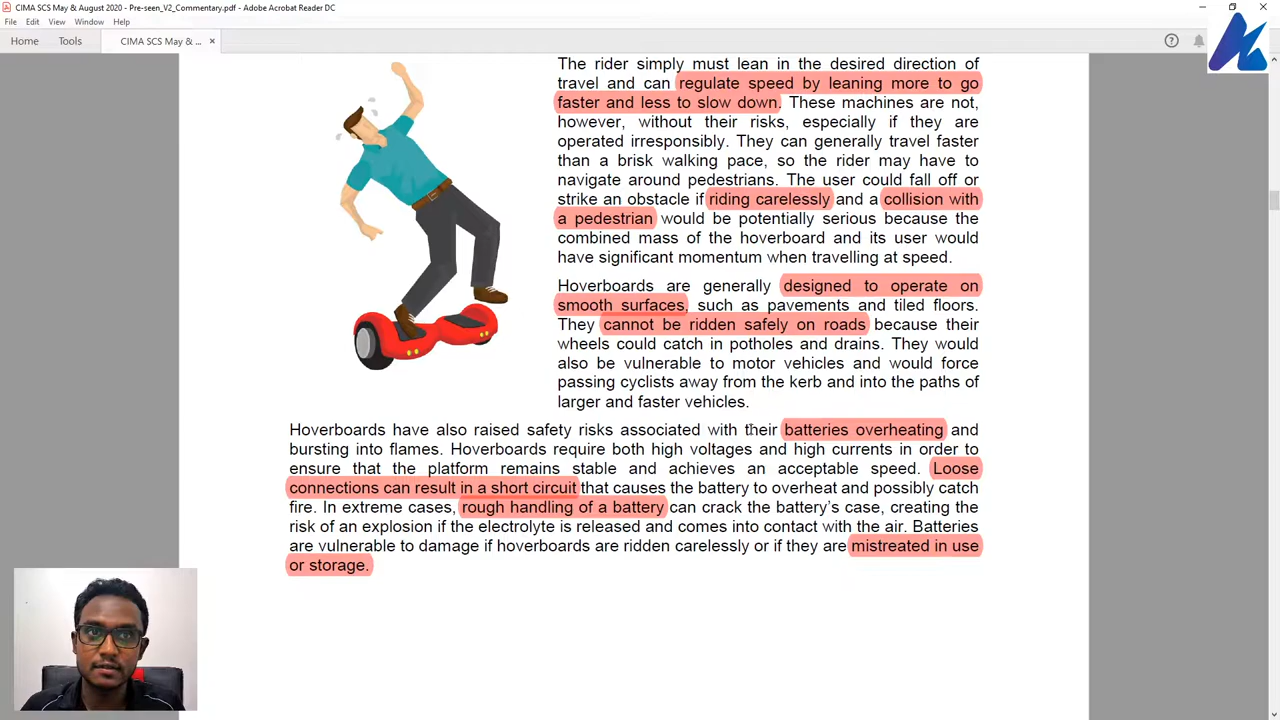 CIMA SCS May & August 2020 - Pre-seen_V2_Commentary.pdf - Adobe Acrobat Reader DC
File Edit View Window Help
Home Tools CIMA SCS May & ... ×
The rider simply must lean in the desired direction of
travel and can regulate speed by leaning more to go
faster and less to slow down. These machines are not,
however, without their risks, especially if they are
operated irresponsibly. They can generally travel faster
than a brisk walking pace, so the rider may have to
navigate around pedestrians. The user could fall off or
strike an obstacle if riding carelessly and a collision with
a pedestrian would be potentially serious because the
combined mass of the hoverboard and its user would
have significant momentum when travelling at speed.
Hoverboards are generally designed to operate on
smooth surfaces, such as pavements and tiled floors.
They cannot be ridden safely on roads because their
wheels could catch in potholes and drains. They would
also be vulnerable to motor vehicles and would force
passing cyclists away from the kerb and into the paths of
larger and faster vehicles.
Hoverboards have also raised safety risks associated with their batteries overheating and
bursting into flames. Hoverboards require both high voltages and high currents in order to
ensure that the platform remains stable and achieves an acceptable speed. Loose
connections can result in a short circuit that causes the battery to overheat and possibly catch
fire. In extreme cases, rough handling of a battery can crack the battery's case, creating the
risk of an explosion if the electrolyte is released and comes into contact with the air. Batteries
are vulnerable to damage if hoverboards are ridden carelessly or if they are mistreated in use
or storage.